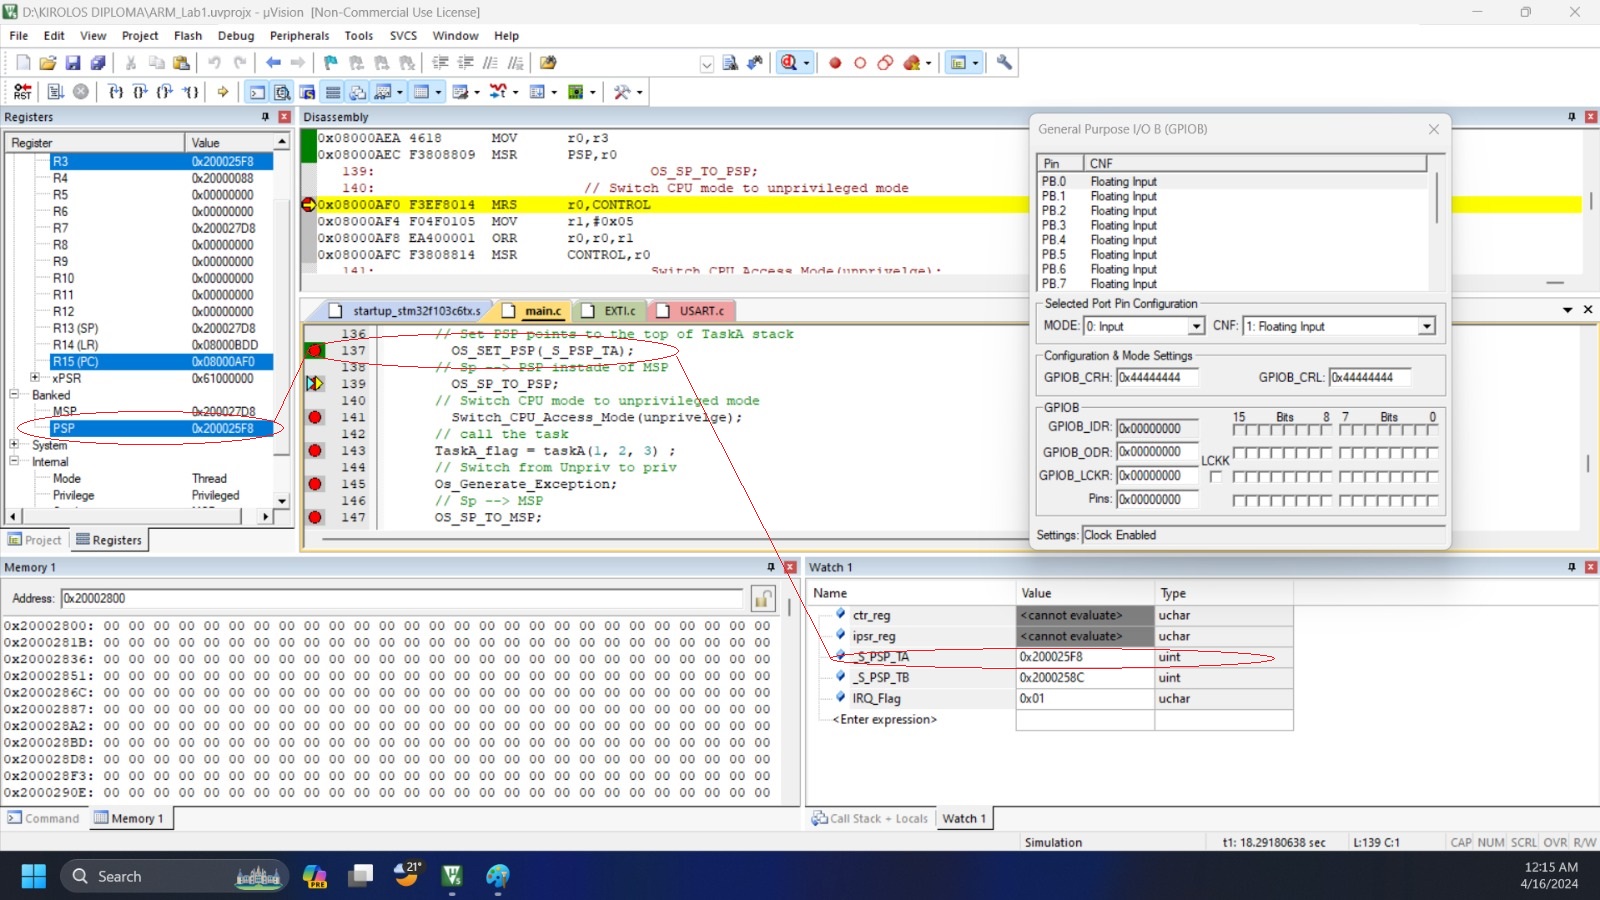 D:\KIROLOS DIPLOMA\ARM_Lab1.uvprojx - µVision [Non-Commercial Use License]
File Edit View Project Flash Debug Peripherals Tools SVCS Window Help
Registers
Register Value
R3 0x200025F8
R4 0x20000088
R5 0x00000000
R6 0x00000000
R7 0x200027D8
R8 0x00000000
R9 0x00000000
R10 0x00000000
R11 0x00000000
R12 0x00000000
R13 (SP) 0x200027D8
R14 (LR) 0x08000BDD
R15 (PC) 0x08000AF0
xPSR 0x61000000
Banked
MSP 0x200027D8
PSP 0x200025F8
System
Internal
Mode Thread
Privilege Privileged
Project Registers
Disassembly
0x08000AEA 4618 MOV r0,r3
0x08000AEC F3808809 MSR PSP,r0
139: OS_SP_TO_PSP;
140: // Switch CPU mode to unprivileged mode
0x08000AF0 F3EF8014 MRS r0,CONTROL
0x08000AF4 F04F0105 MOV r1,#0x05
0x08000AF8 EA400001 ORR r0,r0,r1
0x08000AFC F3808814 MSR CONTROL,r0
141: Switch_CPU_Access_Mode(unprivelge);
startup_stm32f103c6tx.s main.c EXTI.c USART.c
136 // Set PSP points to the top of TaskA stack
137 OS_SET_PSP(_S_PSP_TA);
138 // Sp --> PSP instade of MSP
139 OS_SP_TO_PSP;
140 // Switch CPU mode to unprivileged mode
141 Switch_CPU_Access_Mode(unprivelge);
142 // call the task
143 TaskA_flag = taskA(1, 2, 3) ;
144 // Switch from Unpriv to priv
145 Os_Generate_Exception;
146 // Sp --> MSP
147 OS_SP_TO_MSP;
General Purpose I/O B (GPIOB)
Pin CNF
PB.0 Floating Input
PB.1 Floating Input
PB.2 Floating Input
PB.3 Floating Input
PB.4 Floating Input
PB.5 Floating Input
PB.6 Floating Input
PB.7 Floating Input
Selected Port Pin Configuration
MODE: 0: Input CNF: 1: Floating Input
Configuration & Mode Settings
GPIOB_CRH: 0x44444444 GPIOB_CRL: 0x44444444
GPIOB
15 Bits 8 7 Bits 0
GPIOB_IDR: 0x00000000
GPIOB_ODR: 0x00000000
LCKK
GPIOB_LCKR: 0x00000000
Pins: 0x00000000
Settings: Clock Enabled
Memory 1
Address: 0x20002800
0x20002800: 00 00 00 00 00 00 00 00 00 00 00 00 00 00 00 00 00 00 00 00 00 00 00 00 00 00 00
0x2000281B: 00 00 00 00 00 00 00 00 00 00 00 00 00 00 00 00 00 00 00 00 00 00 00 00 00 00 00
0x20002836: 00 00 00 00 00 00 00 00 00 00 00 00 00 00 00 00 00 00 00 00 00 00 00 00 00 00 00
0x20002851: 00 00 00 00 00 00 00 00 00 00 00 00 00 00 00 00 00 00 00 00 00 00 00 00 00 00 00
0x2000286C: 00 00 00 00 00 00 00 00 00 00 00 00 00 00 00 00 00 00 00 00 00 00 00 00 00 00 00
0x20002887: 00 00 00 00 00 00 00 00 00 00 00 00 00 00 00 00 00 00 00 00 00 00 00 00 00 00 00
0x200028A2: 00 00 00 00 00 00 00 00 00 00 00 00 00 00 00 00 00 00 00 00 00 00 00 00 00 00 00
0x200028BD: 00 00 00 00 00 00 00 00 00 00 00 00 00 00 00 00 00 00 00 00 00 00 00 00 00 00 00
0x200028D8: 00 00 00 00 00 00 00 00 00 00 00 00 00 00 00 00 00 00 00 00 00 00 00 00 00 00 00
0x200028F3: 00 00 00 00 00 00 00 00 00 00 00 00 00 00 00 00 00 00 00 00 00 00 00 00 00 00 00
0x2000290E: 00 00 00 00 00 00 00 00 00 00 00 00 00 00 00 00 00 00 00 00 00 00 00 00 00 00 00
Command Memory 1
Watch 1
Name Value Type
ctr_reg <cannot evaluate> uchar
ipsr_reg <cannot evaluate> uchar
_S_PSP_TA 0x200025F8 uint
_S_PSP_TB 0x2000258C uint
IRQ_Flag 0x01 uchar
<Enter expression>
Call Stack + Locals Watch 1
Simulation t1: 18.29180638 sec L:139 C:1 CAP NUM SCRL OVR R/W
Search PRE 21° 12:15 AM
4/16/2024